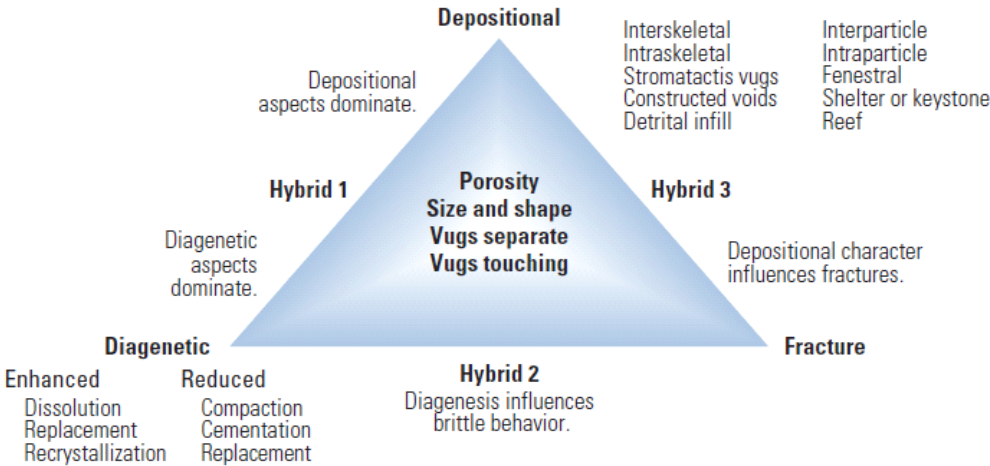 Depositional
Interskeletal
Intraskeletal
Stromatactis vugs
Constructed voids
Detrital infill
Interparticle
Intraparticle
Fenestral
Shelter or keystone
Reef
Depositional
aspects dominate.
Hybrid 1
Porosity
Size and shape
Vugs separate
Vugs touching
Hybrid 3
Diagenetic
aspects
dominate.
Depositional character
influences fractures.
Diagenetic
Fracture
Enhanced
Dissolution
Replacement
Recrystallization
Reduced
Compaction
Cementation
Replacement
Hybrid 2
Diagenesis influences
brittle behavior.